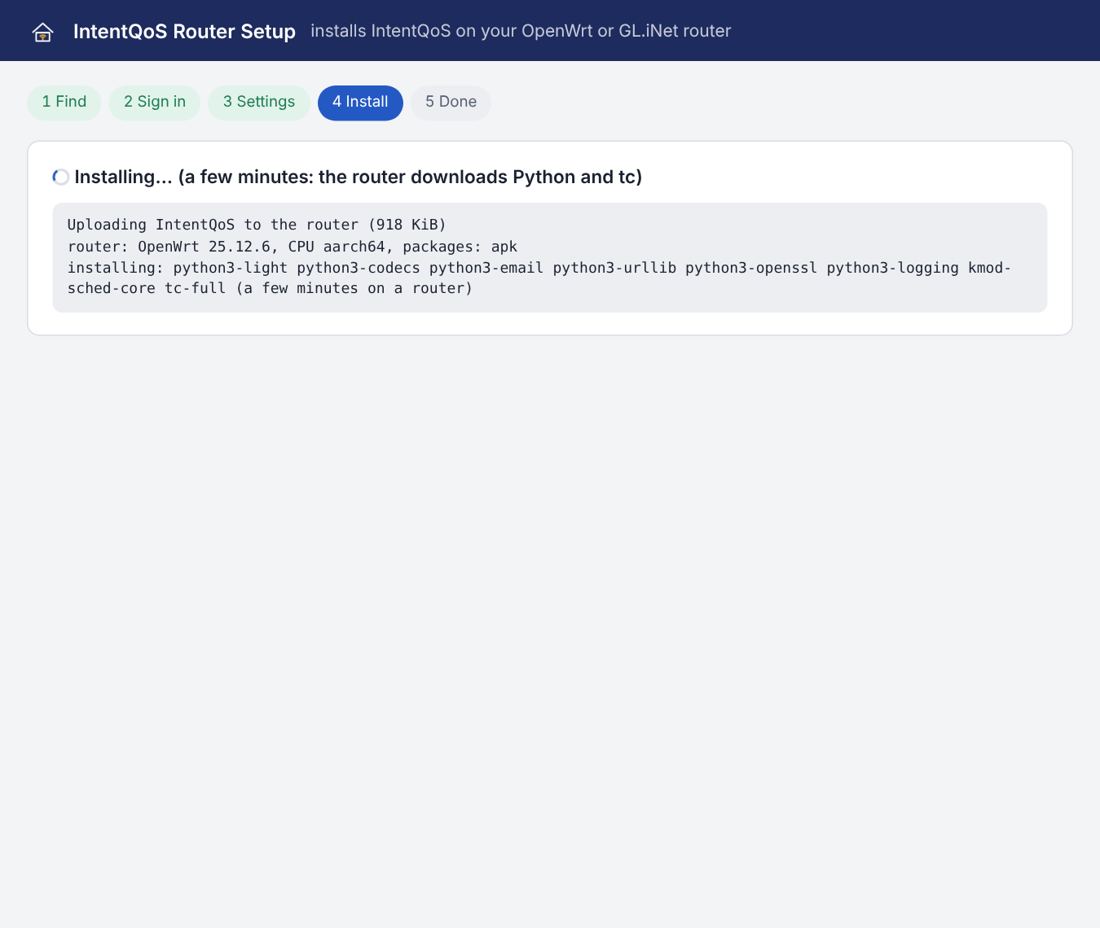 IntentQoS Router Setup installs IntentQoS on your OpenWrt or GL.iNet router
1 Find 2 Sign in 3 Settings 4 Install 5 Done
Installing... (a few minutes: the router downloads Python and tc)
Uploading IntentQoS to the router (918 KiB)
router: OpenWrt 25.12.6, CPU aarch64, packages: apk
installing: python3-light python3-codecs python3-email python3-urllib python3-openssl python3-logging kmod-
sched-core tc-full (a few minutes on a router)